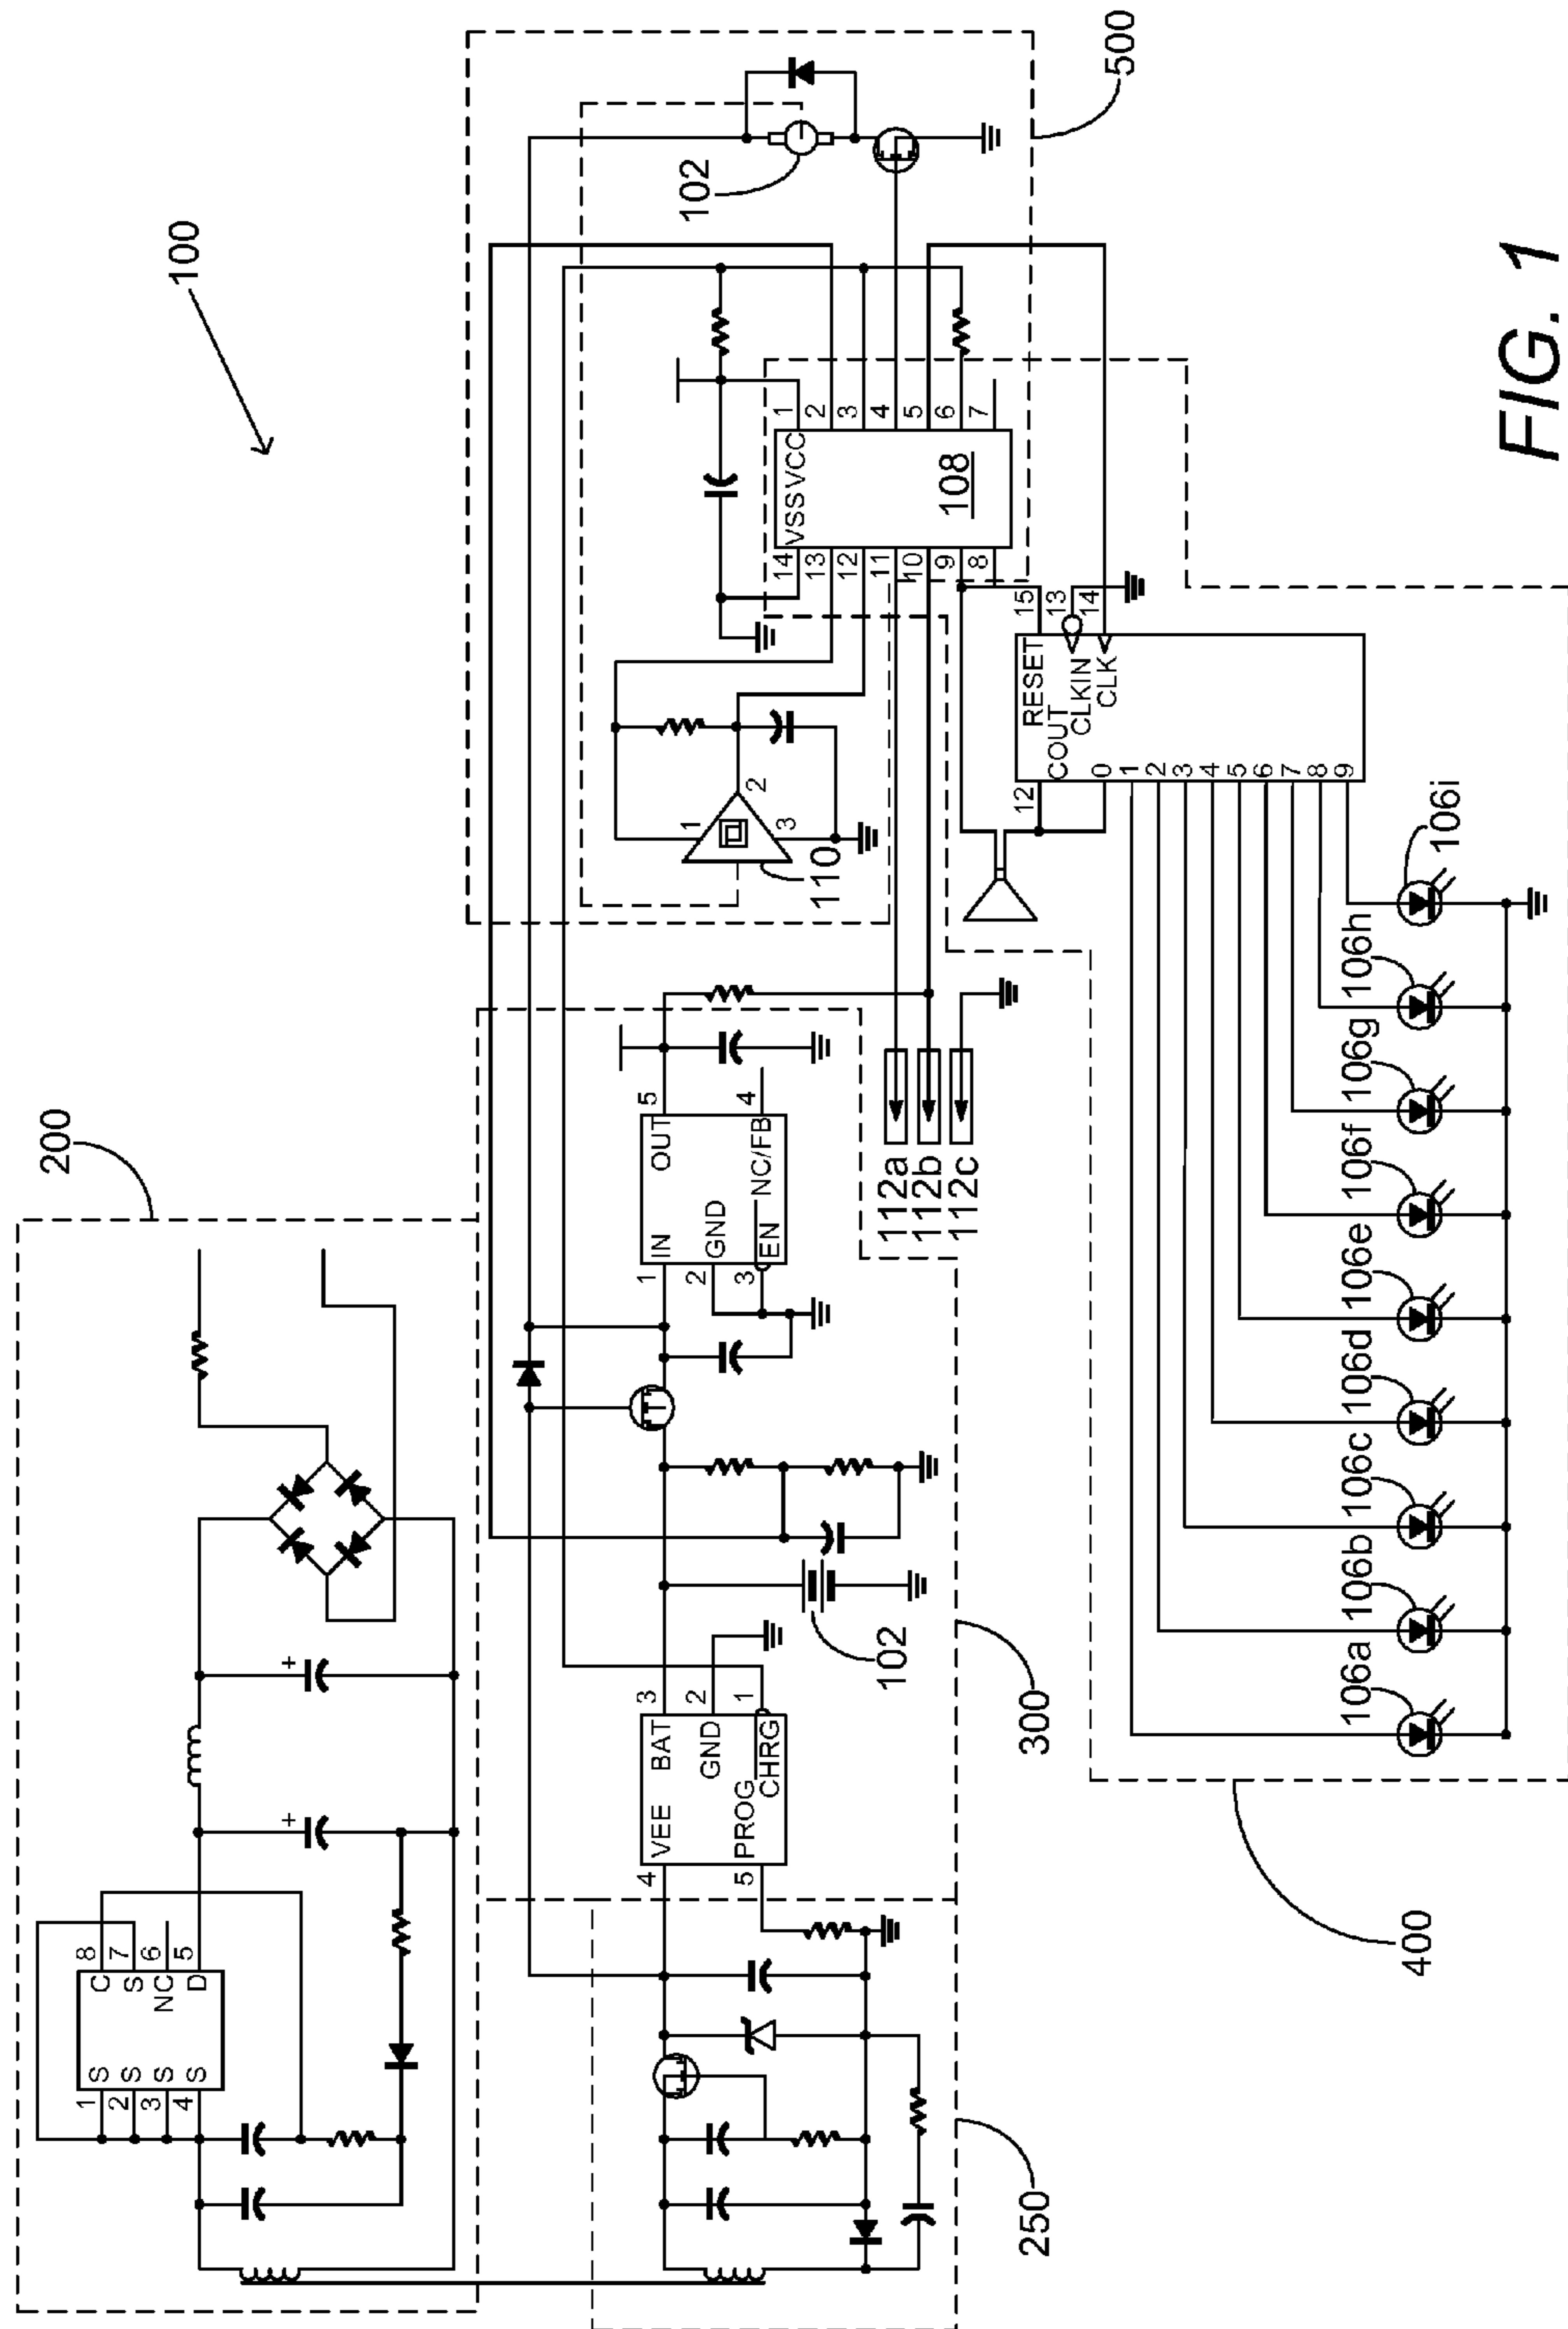 100
200
500
8
7
6
5
C
S
NC
D
S
S
S
S
1
2
3
4
+
+
102
1
2
3
4
5
6
7
VSS VCC
108
14
13
12
11
10
9
8
1
2
3
110
5
4
OUT
NC/FB
IN
GND
EN
1
2
3
3
2
1
VEE BAT
GND
PROG
CHRG
4
5
102
300
250
112a
112b
112c
15
13
14
RESET
COUT
CLKIN
CLK
12
0
1
2
3
4
5
6
7
8
9
106a
106b
106c
106d
106e
106f
106g
106h
106i
400
FIG. 1